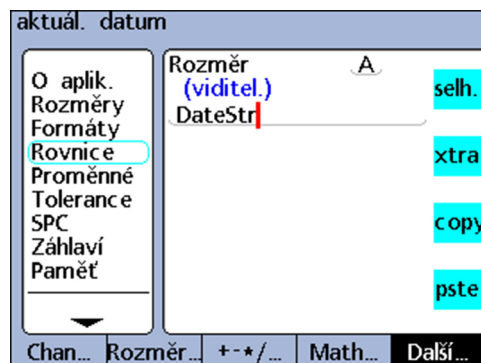 aktuál. datum
O aplik.
Rozměry
Formáty
Rovnice
Proměnné
Tolerance
SPC
Záhlaví
Paměť
Rozměr A
(viditel.)
DateStr
selh.
xtra
copy
pste
Chan... Rozměr... +-*/... Math... Další...